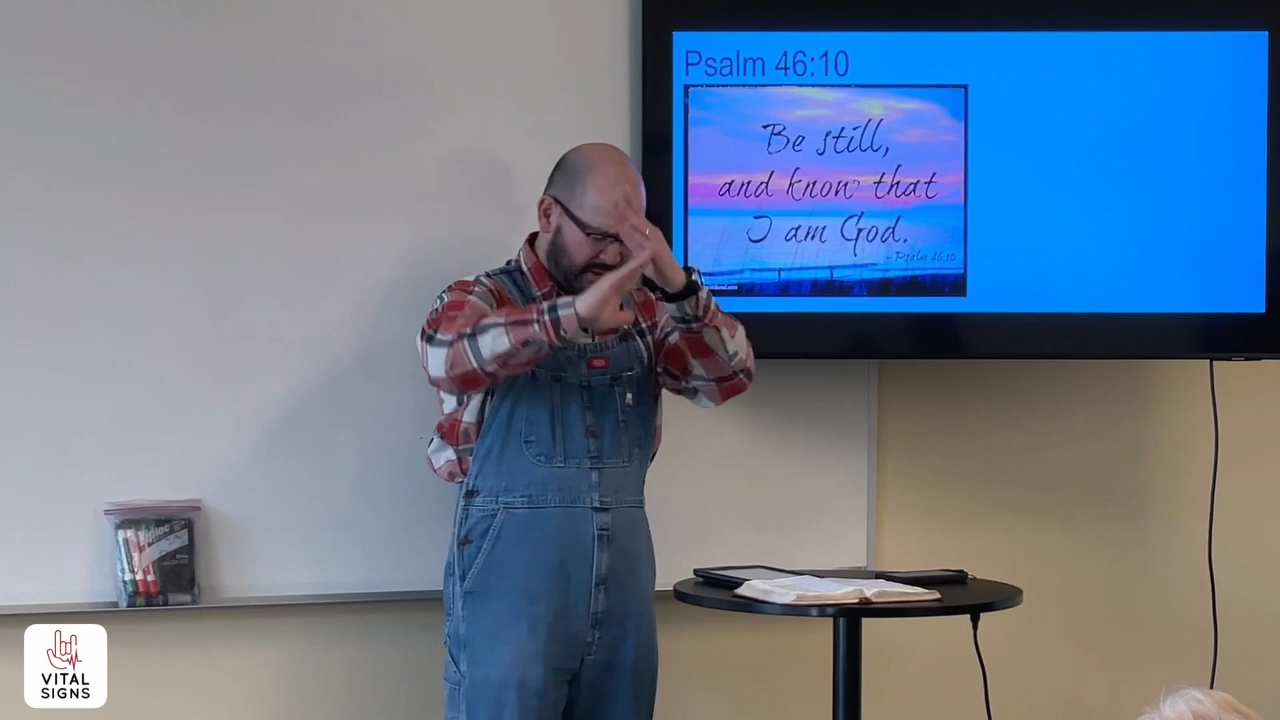 Psalm 46:10
Be still,
and know that
I am God.
- Psalm 46:10
VITAL
SIGNS